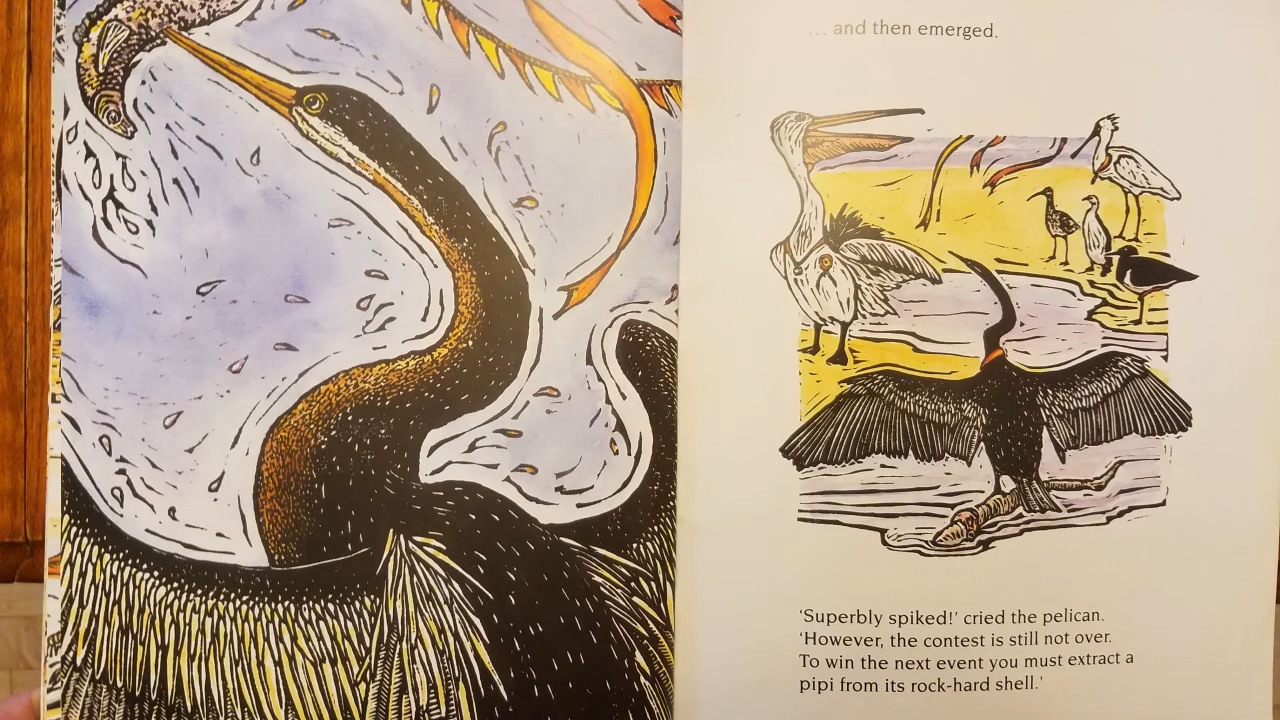 ... and then emerged.
‘Superbly spiked!’ cried the pelican.
‘However, the contest is still not over.
To win the next event you must extract a
pipi from its rock-hard shell.’